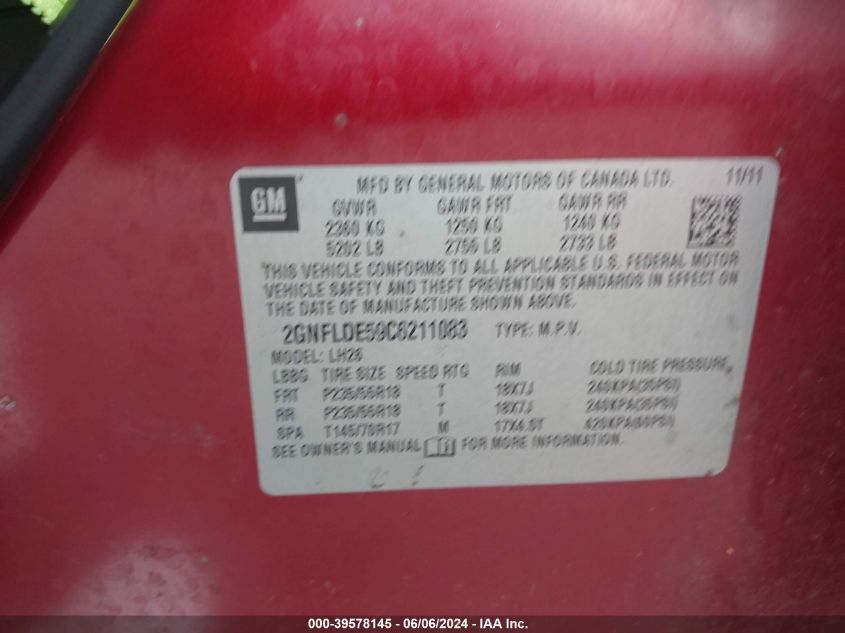 GM
MFD BY GENERAL MOTORS OF CANADA LTD. 11/11
GVWR GAWR FRT GAWR RR
2360 KG 1250 KG 1240 KG
5202 LB 2756 LB 2733 LB
THIS VEHICLE CONFORMS TO ALL APPLICABLE U.S. FEDERAL MOTOR
VEHICLE SAFETY AND THEFT PREVENTION STANDARDS IN EFFECT ON
THE DATE OF MANUFACTURE SHOWN ABOVE.
2GNFLDE59C6211083 TYPE: M.P.V.
MODEL: LH26
TIRE SIZE SPEED RTG RIM COLD TIRE PRESSURE
FRT P235/55R18 T 18X7J 240KPA(35PSI)
RR P235/55R18 T 18X7J 240KPA(35PSI)
SPA T145/70R17 M 17X4.5T 420KPA(60PSI)
SEE OWNER'S MANUAL FOR MORE INFORMATION.
000-39578145 - 06/06/2024 - IAA Inc.